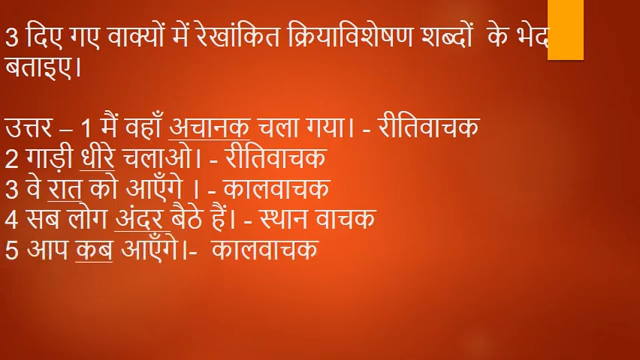 3 दिए गए वाक्यों में रेखांकित क्रियाविशेषण शब्दों के भेद
बताइए।
उत्तर – 1 मैं वहाँ अचानक चला गया। - रीतिवाचक
2 गाड़ी धीरे चलाओ। - रीतिवाचक
3 वे रात को आएँगे । - कालवाचक
4 सब लोग अंदर बैठे हैं। - स्थान वाचक
5 आप कब आएँगे।- कालवाचक